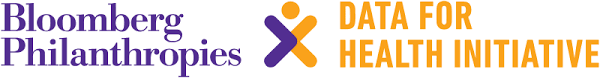 Bloomberg
Philanthropies
DATA FOR
HEALTH INITIATIVE